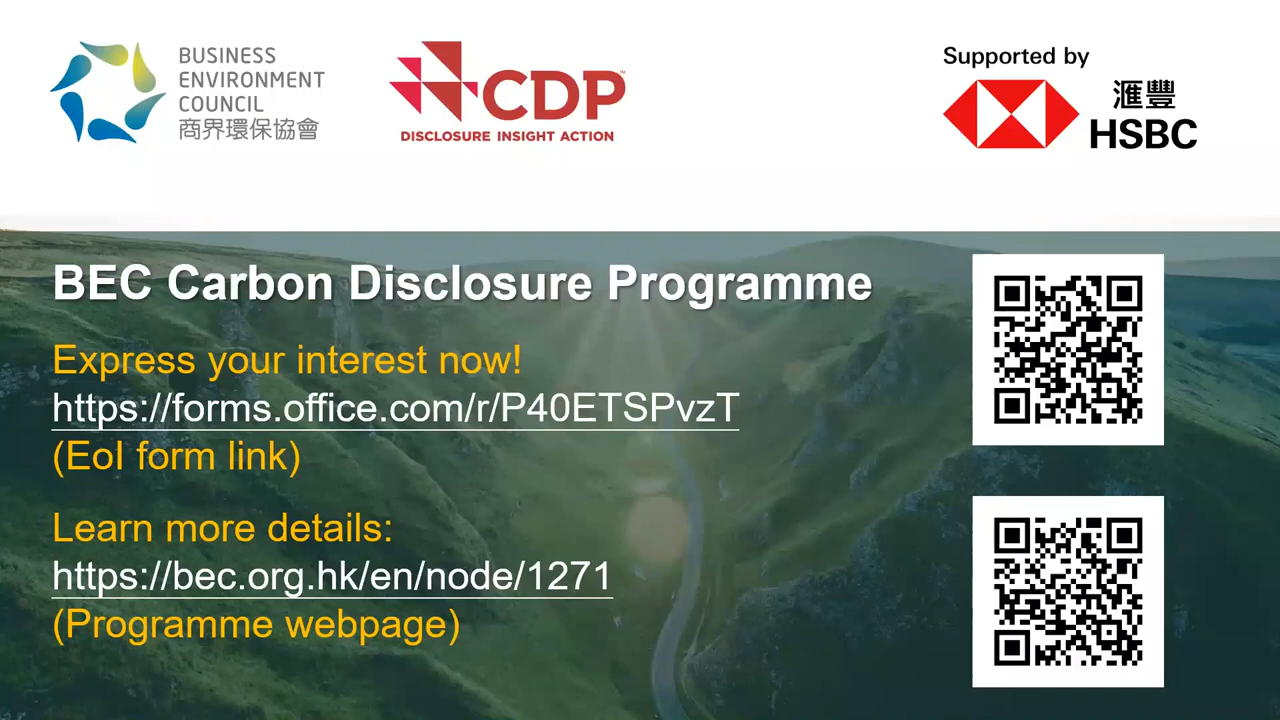 BUSINESS
ENVIRONMENT
COUNCIL
商界環保協會
CDP™
DISCLOSURE INSIGHT ACTION
Supported by
滙豐
HSBC
BEC Carbon Disclosure Programme
Express your interest now!
https://forms.office.com/r/P40ETSPvzT
(EoI form link)
Learn more details:
https://bec.org.hk/en/node/1271
(Programme webpage)